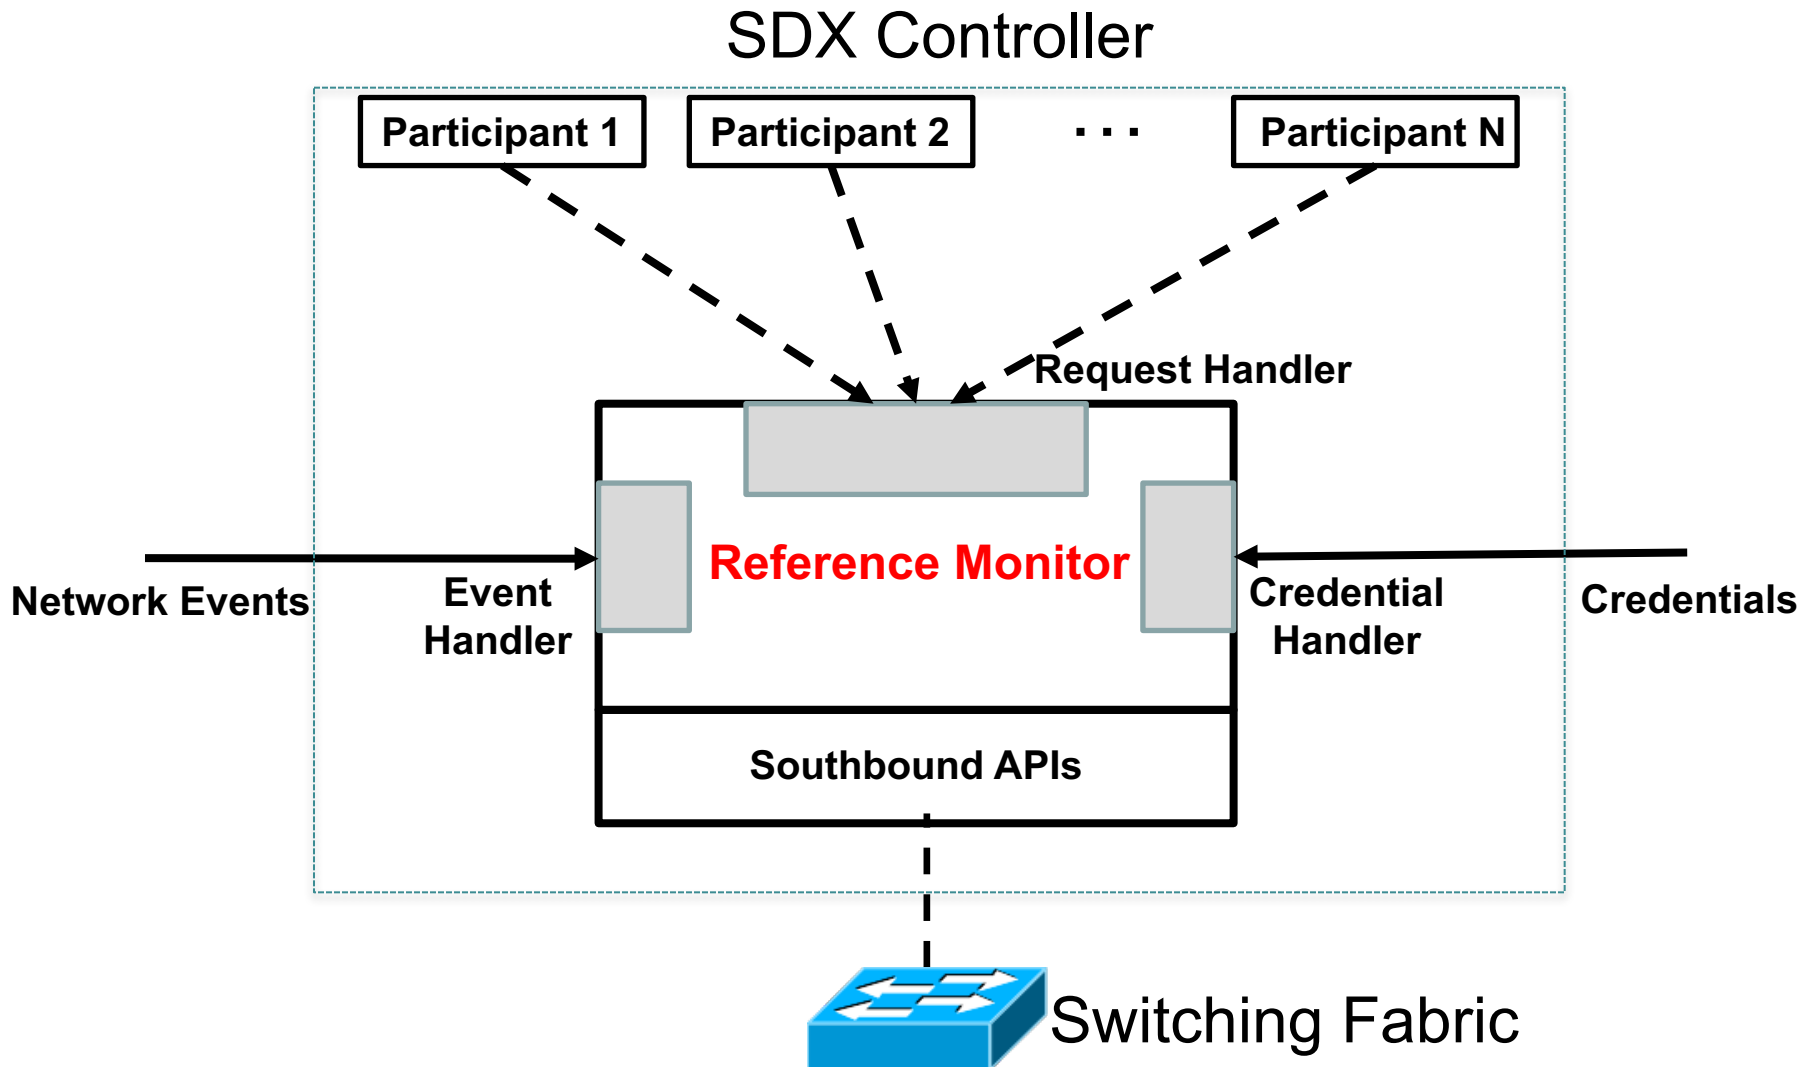 SDX Controller
Participant 1
Participant 2
...
Participant N
Request Handler
Reference Monitor
Network Events
Event
Handler
Credential
Handler
Credentials
Southbound APIs
Switching Fabric